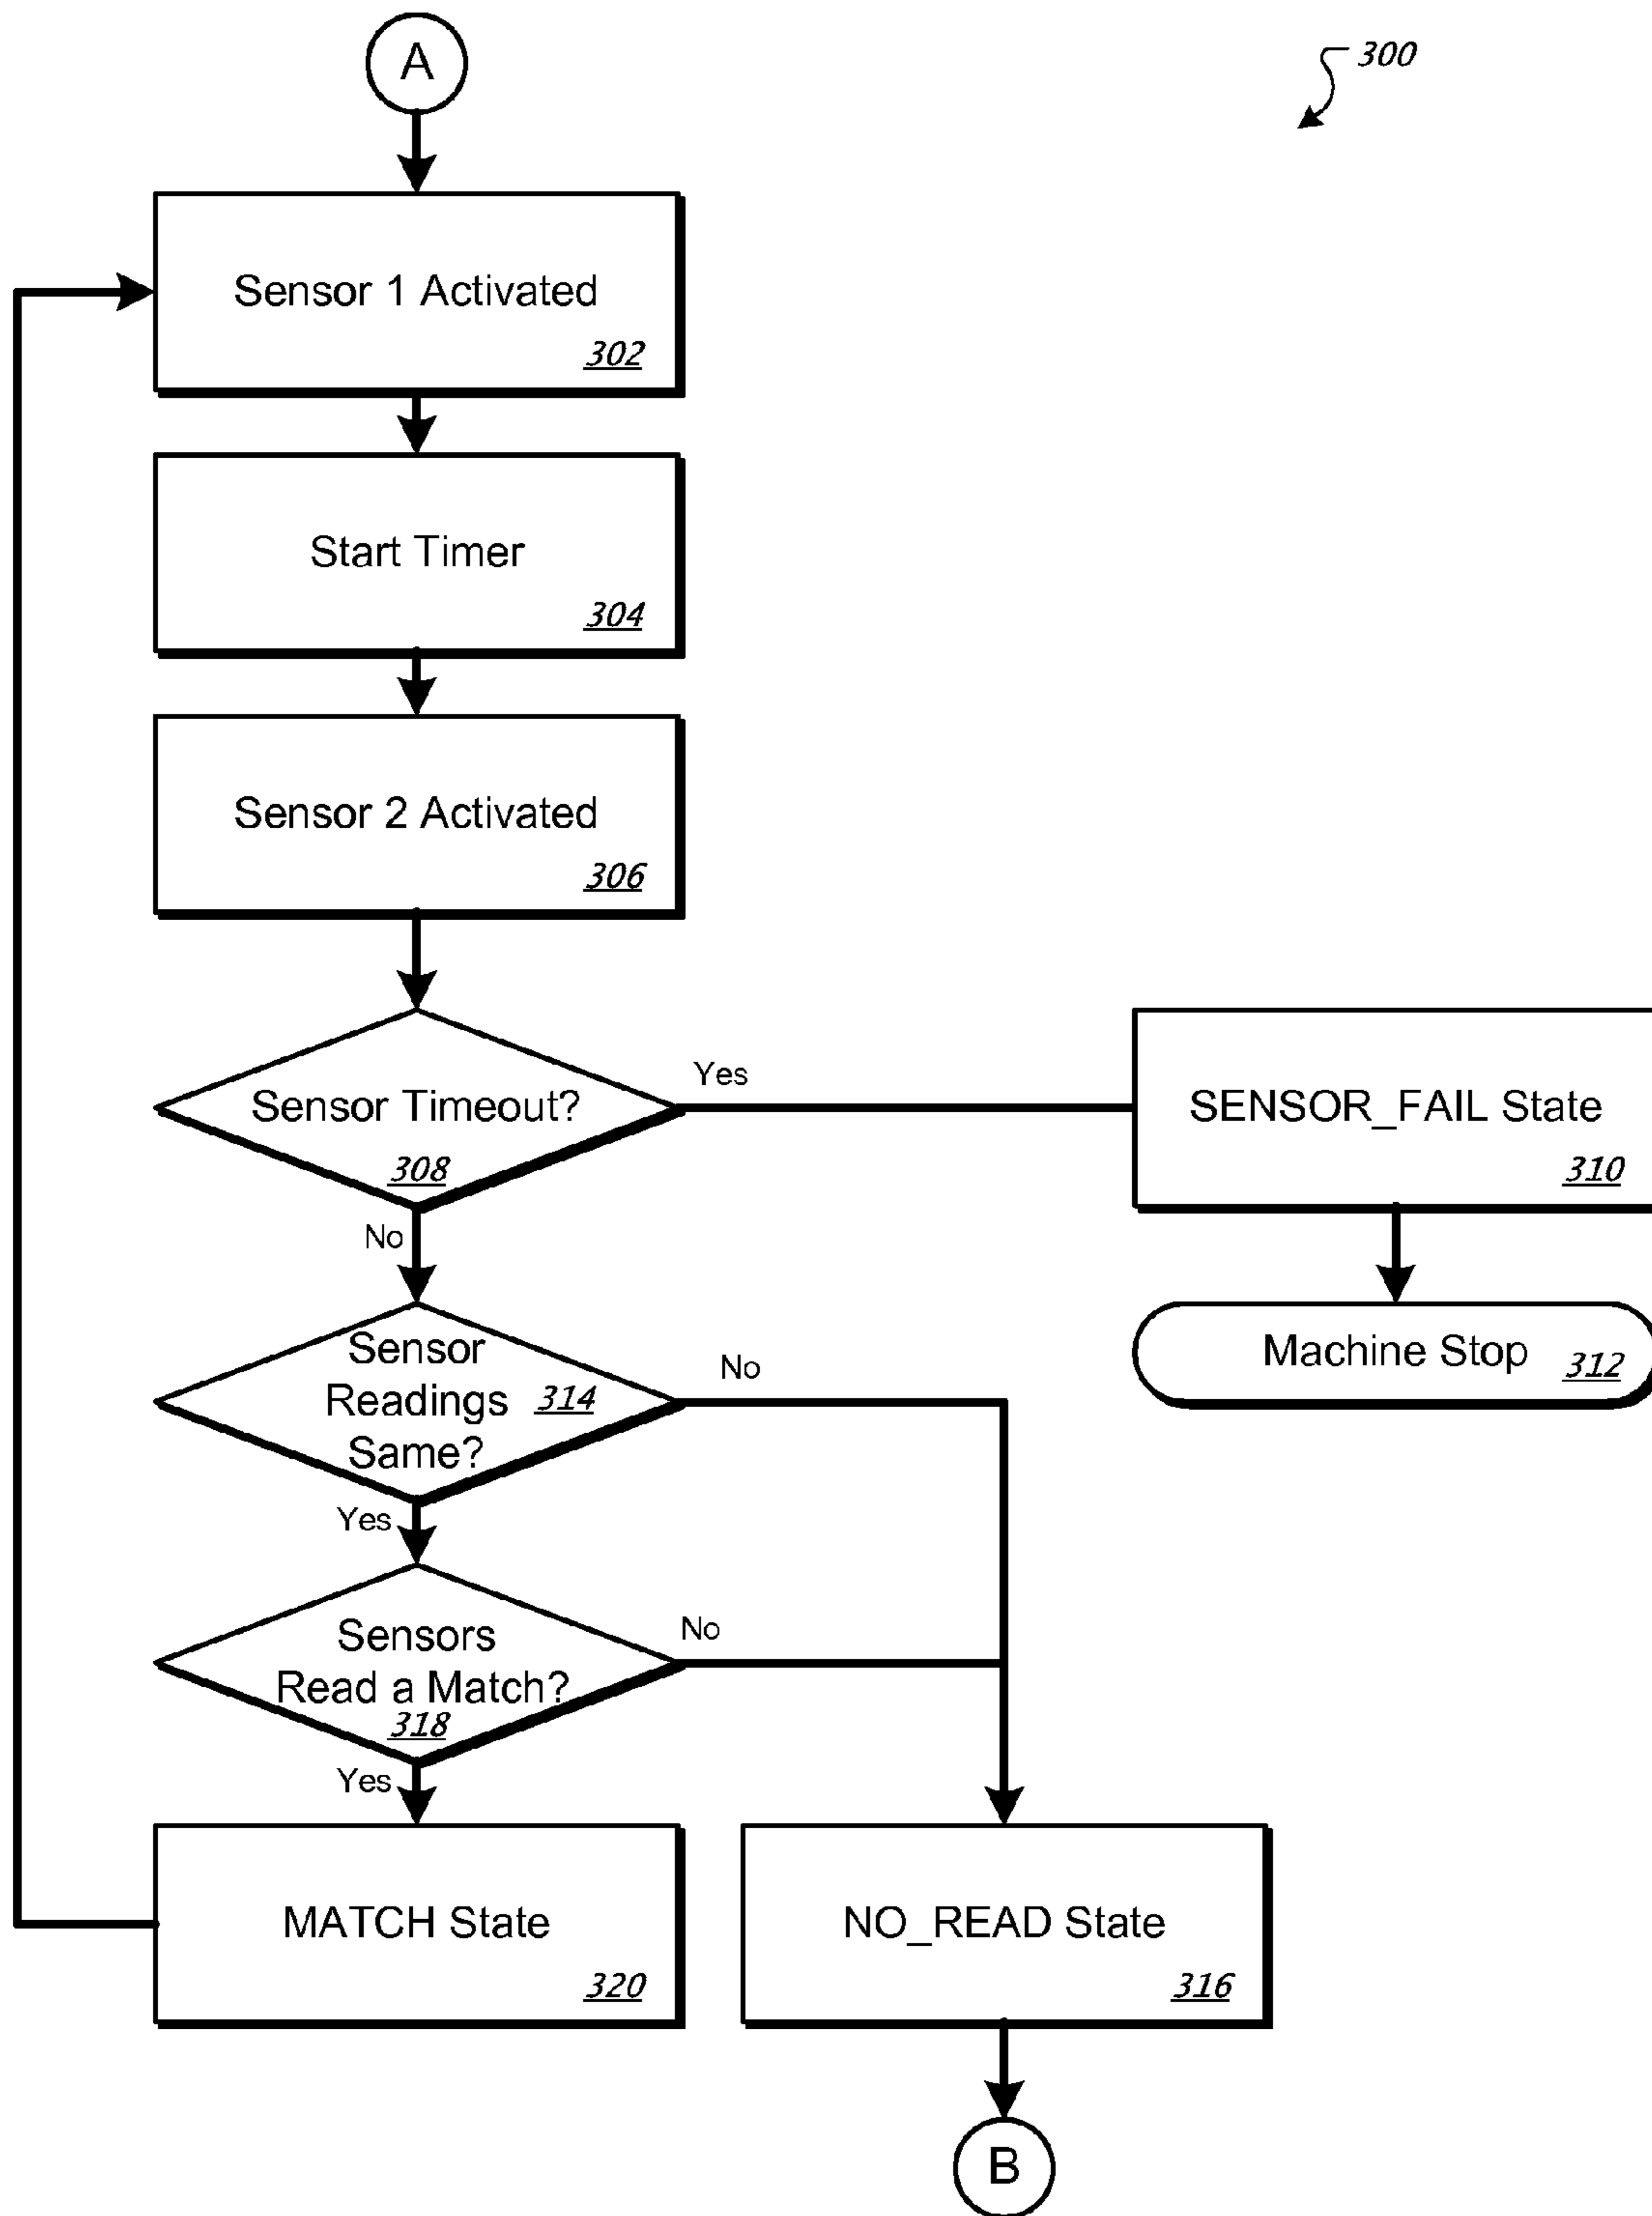 A
300
Sensor 1 Activated
302
Start Timer
304
Sensor 2 Activated
306
Sensor Timeout?
308
Yes
SENSOR_FAIL State
310
No
Machine Stop 312
Sensor
Readings 314
Same?
No
Yes
Sensors
Read a Match?
318
No
Yes
MATCH State
320
NO_READ State
316
B